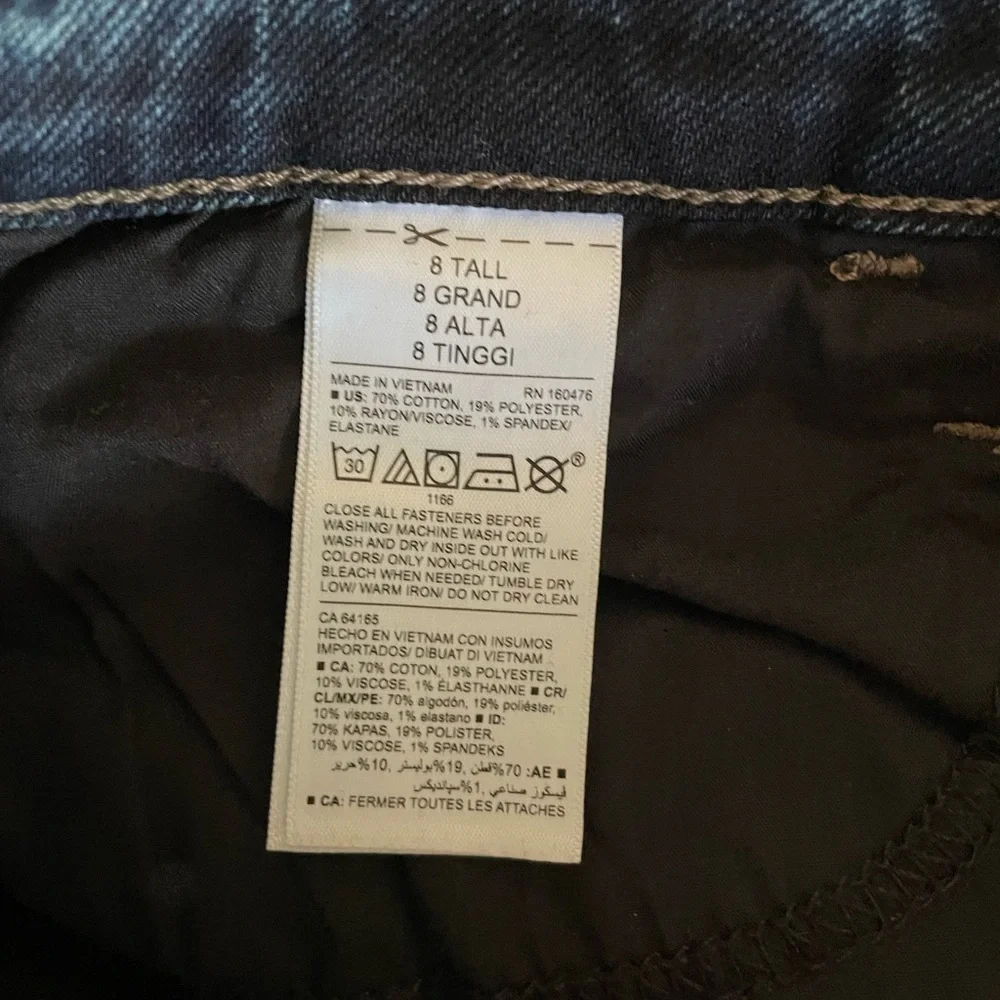 8 TALL
8 GRAND
8 ALTA
8 TINGGI
MADE IN VIETNAM RN 160476
■ US: 70% COTTON, 19% POLYESTER,
10% RAYON/VISCOSE, 1% SPANDEX/
ELASTANE
30 ®
1166
CLOSE ALL FASTENERS BEFORE
WASHING/ MACHINE WASH COLD/
WASH AND DRY INSIDE OUT WITH LIKE
COLORS/ ONLY NON-CHLORINE
BLEACH WHEN NEEDED/ TUMBLE DRY
LOW/ WARM IRON/ DO NOT DRY CLEAN
CA 64165
HECHO EN VIETNAM CON INSUMOS
IMPORTADOS/ DIBUAT DI VIETNAM
■ CA: 70% COTON, 19% POLYESTER,
10% VISCOSE, 1% ÉLASTHANNE ■ CR/
CL/MX/PE: 70% algodón, 19% poliéster,
10% viscosa, 1% elastano ■ ID:
70% KAPAS, 19% POLISTER,
10% VISCOSE, 1% SPANDEKS
■ AE: 70%قطن, 19%بوليستر, 10%حرير
فيسكوز صناعي, 1%سباندیکس
■ CA: FERMER TOUTES LES ATTACHES